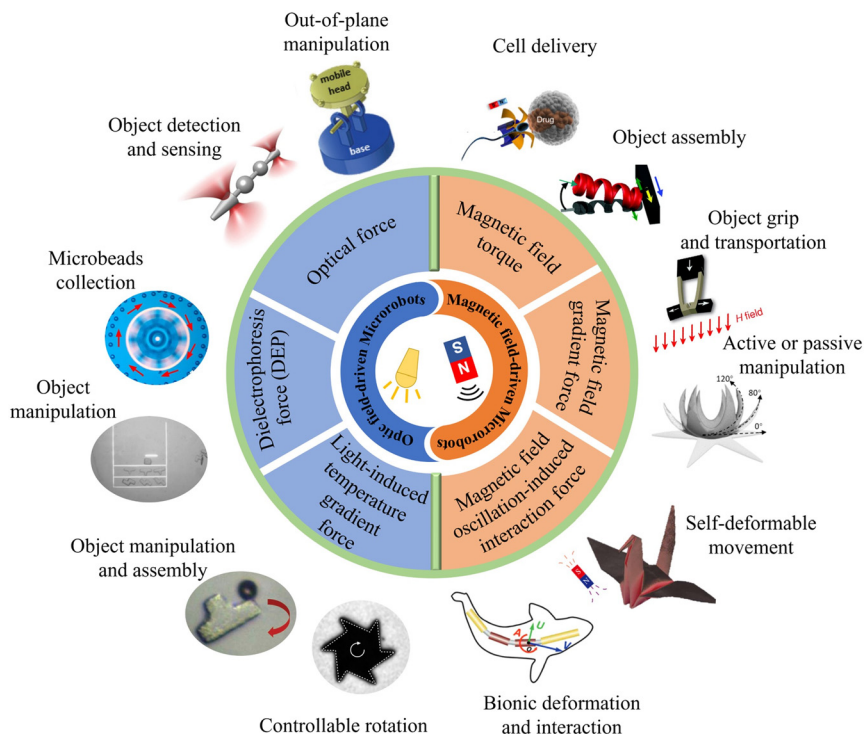 Out-of-plane
manipulation
mobile
head
base
Cell delivery
Drug
Object detection
and sensing
Object assembly
Object grip
and transportation
H field
Microbeads
collection
Active or passive
manipulation
120°
80°
0°
Object
manipulation
Self-deformable
movement
Object manipulation
and assembly
Controllable rotation
Bionic deformation
and interaction
A
U
V
Optical force
Magnetic field
torque
Dielectrophoresis
force (DEP)
Magnetic field
gradient force
Light-induced
temperature
gradient
force
Magnetic field
oscillation-induced
interaction force
Optic field-driven Microrobots
Magnetic field-driven Microrobots
S
N